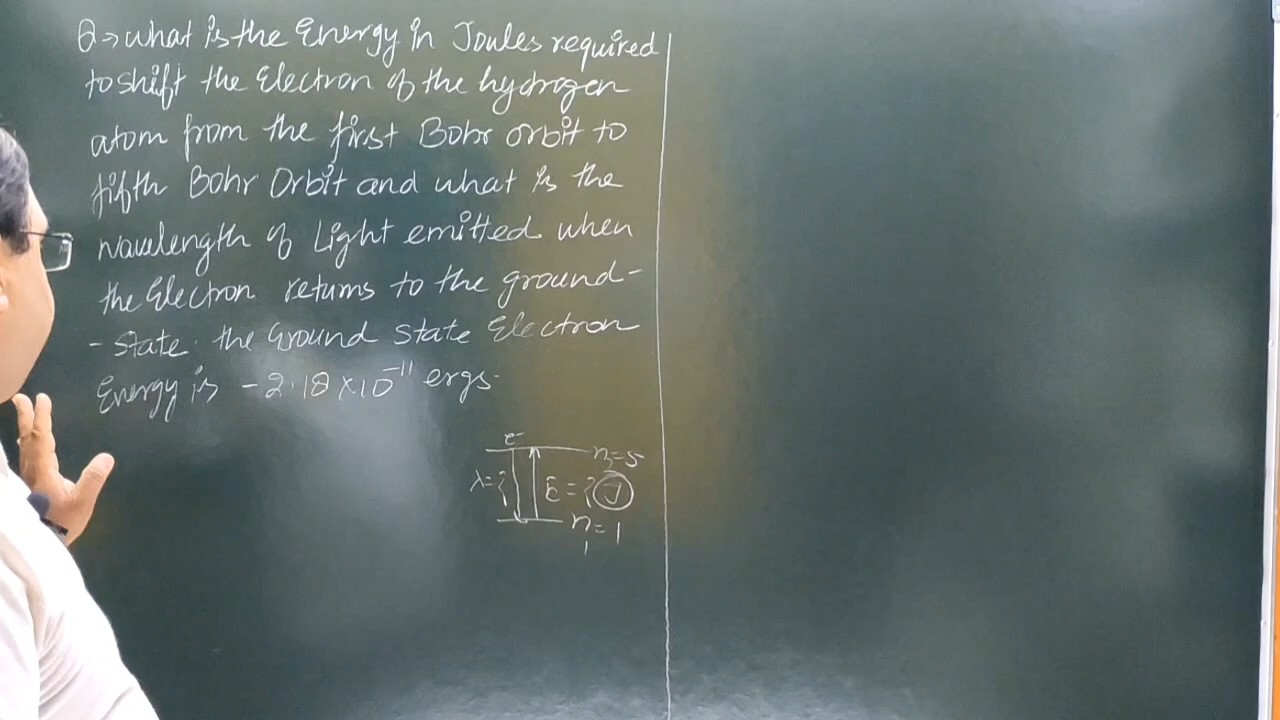 Q→ what is the Energy in Joules required
to shift the Electron of the hydrogen
atom from the first Bohr orbit to
fifth Bohr Orbit and what is the
wavelength of Light emitted when
the Electron returns to the ground-
-state. the Ground state Electron
Energy is -2.18×10⁻¹¹ ergs.
e⁻
n₂=5
λ=? E=? J
n₁=1